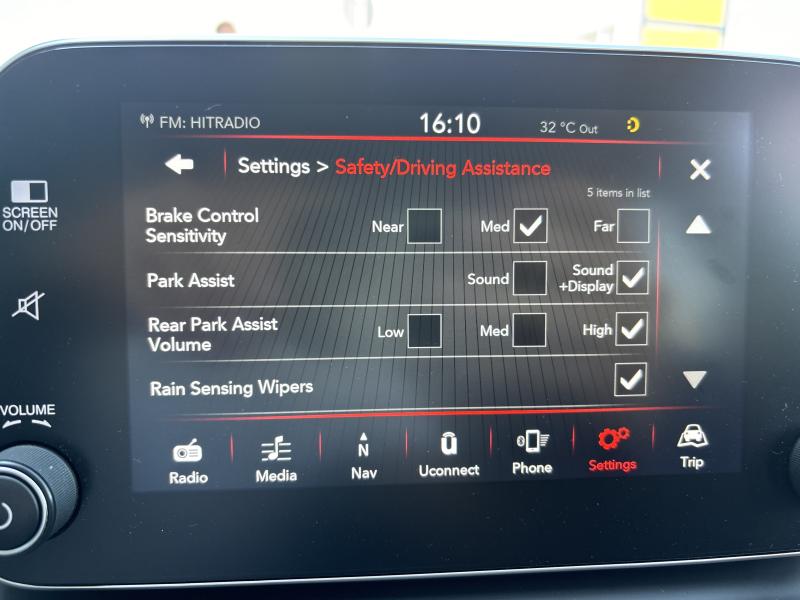 FM: HITRADIO 16:10 32 °C Out
Settings > Safety/Driving Assistance
5 items in list
SCREEN
ON/OFF
Brake Control
Sensitivity
Near Med Far
Park Assist
Sound
Sound
+Display
Rear Park Assist
Volume
Low Med High
Rain Sensing Wipers
VOLUME
N
Radio Media Nav Uconnect Phone Settings Trip